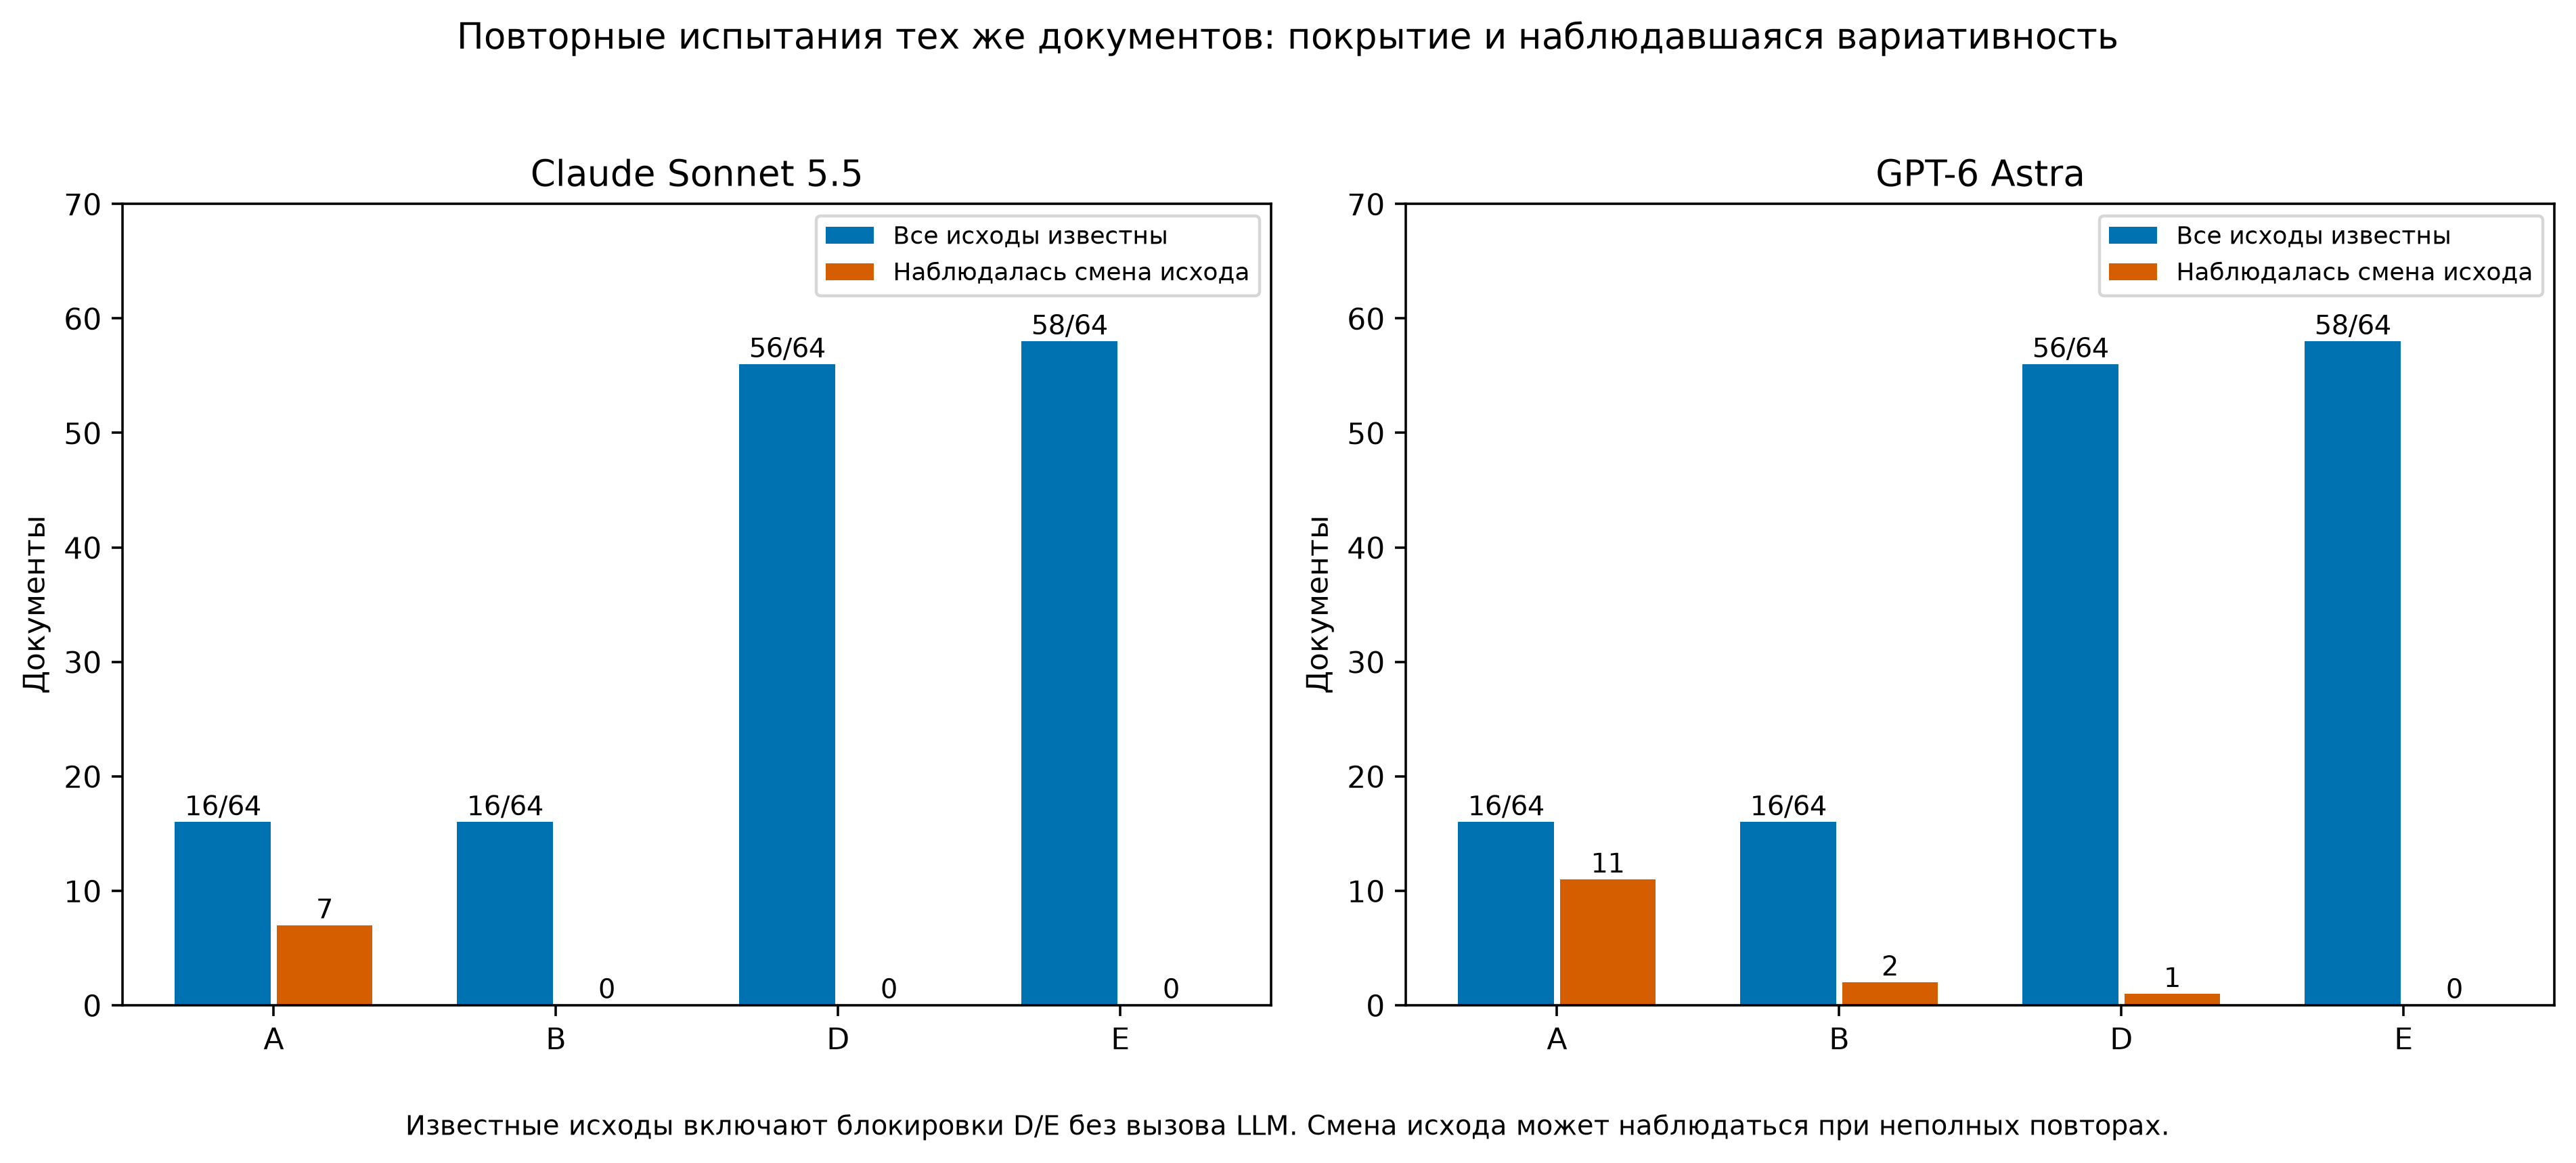 Повторные испытания тех же документов: покрытие и наблюдавшаяся вариативность
Claude Sonnet 5.5
Документы
70
60
50
40
30
20
10
0
Все исходы известны
Наблюдалась смена исхода
16/64
7
16/64
0
56/64
0
58/64
0
A
B
D
E
GPT-6 Astra
Документы
70
60
50
40
30
20
10
0
Все исходы известны
Наблюдалась смена исхода
16/64
11
16/64
2
56/64
1
58/64
0
A
B
D
E
Известные исходы включают блокировки D/E без вызова LLM. Смена исхода может наблюдаться при неполных повторах.